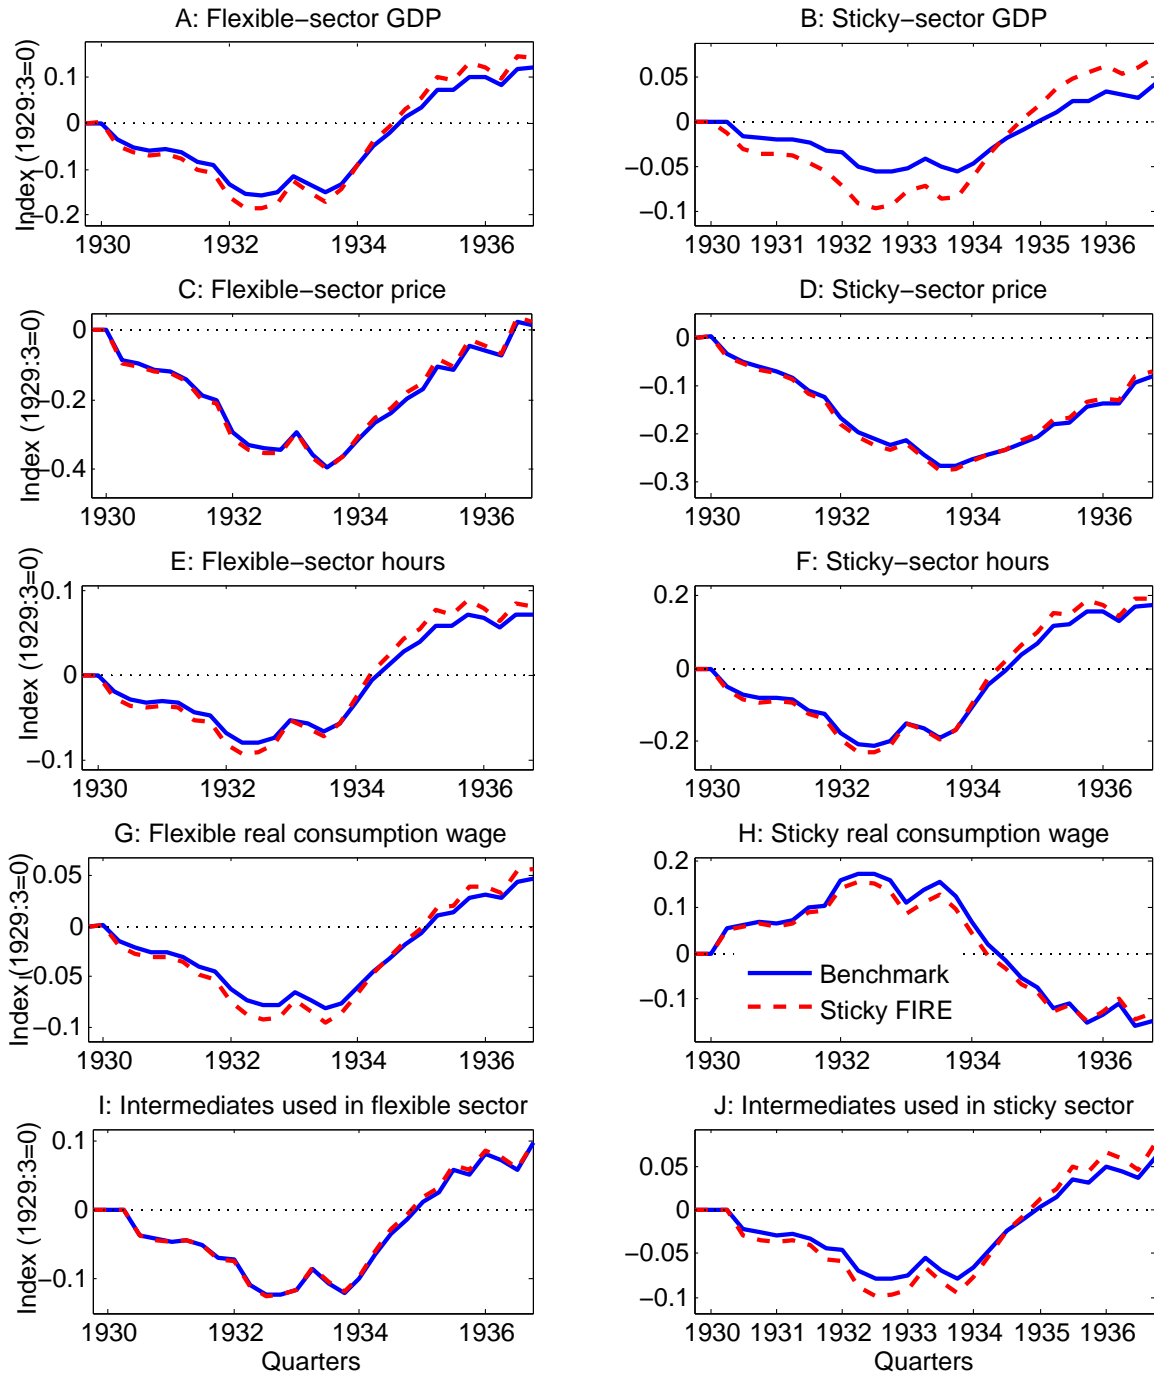 A: Flexible−sector GDP
Index (1929:3=0)
0.1
0
−0.1
−0.2
1930 1932 1934 1936
B: Sticky−sector GDP
0.05
0
−0.05
−0.1
1930 1931 1932 1933 1934 1935 1936
C: Flexible−sector price
Index (1929:3=0)
0
−0.2
−0.4
1930 1932 1934 1936
D: Sticky−sector price
0
−0.1
−0.2
−0.3
1930 1932 1934 1936
E: Flexible−sector hours
Index (1929:3=0)
0.1
0
−0.1
1930 1932 1934 1936
F: Sticky−sector hours
0.2
0
−0.2
1930 1932 1934 1936
G: Flexible real consumption wage
Index (1929:3=0)
0.05
0
−0.05
−0.1
1930 1932 1934 1936
H: Sticky real consumption wage
0.2
0.1
0
−0.1
Benchmark
Sticky FIRE
1930 1932 1934 1936
I: Intermediates used in flexible sector
Index (1929:3=0)
0.1
0
−0.1
1930 1932 1934 1936
Quarters
J: Intermediates used in sticky sector
0.05
0
−0.05
−0.1
1930 1931 1932 1933 1934 1935 1936
Quarters